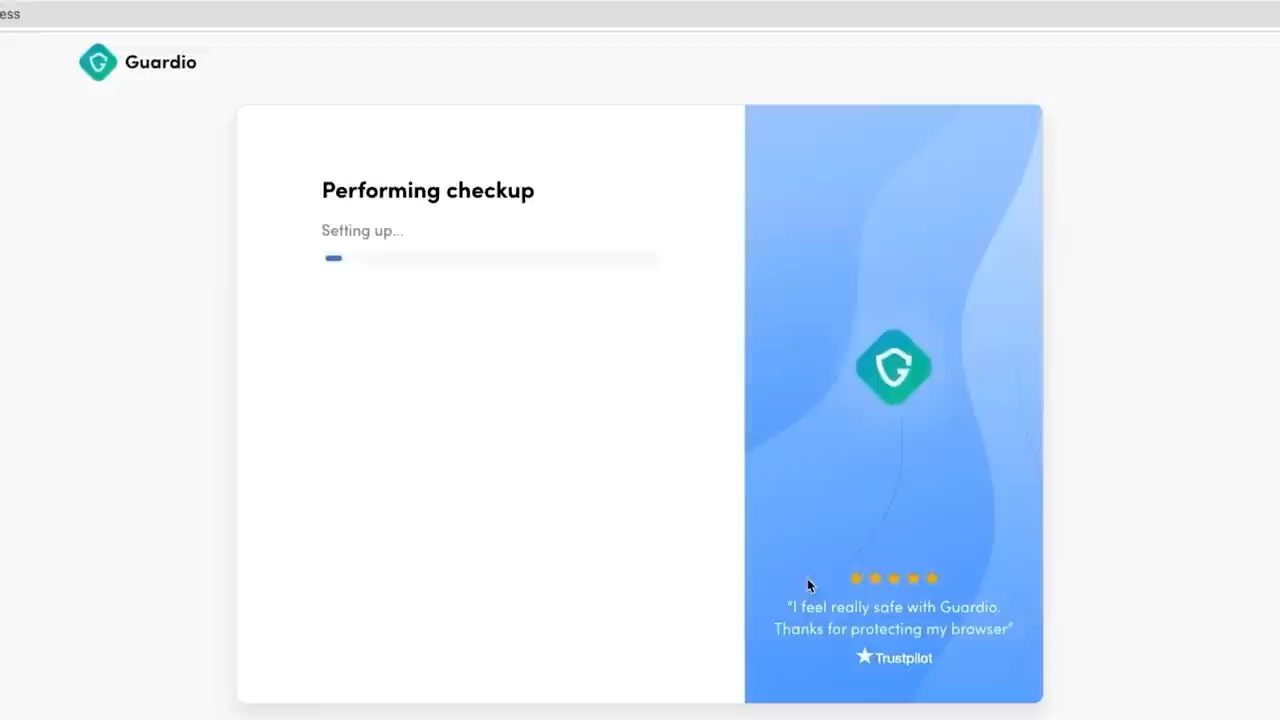 ess
Guardio
Performing checkup
Setting up...
"I feel really safe with Guardio.
Thanks for protecting my browser"
Trustpilot